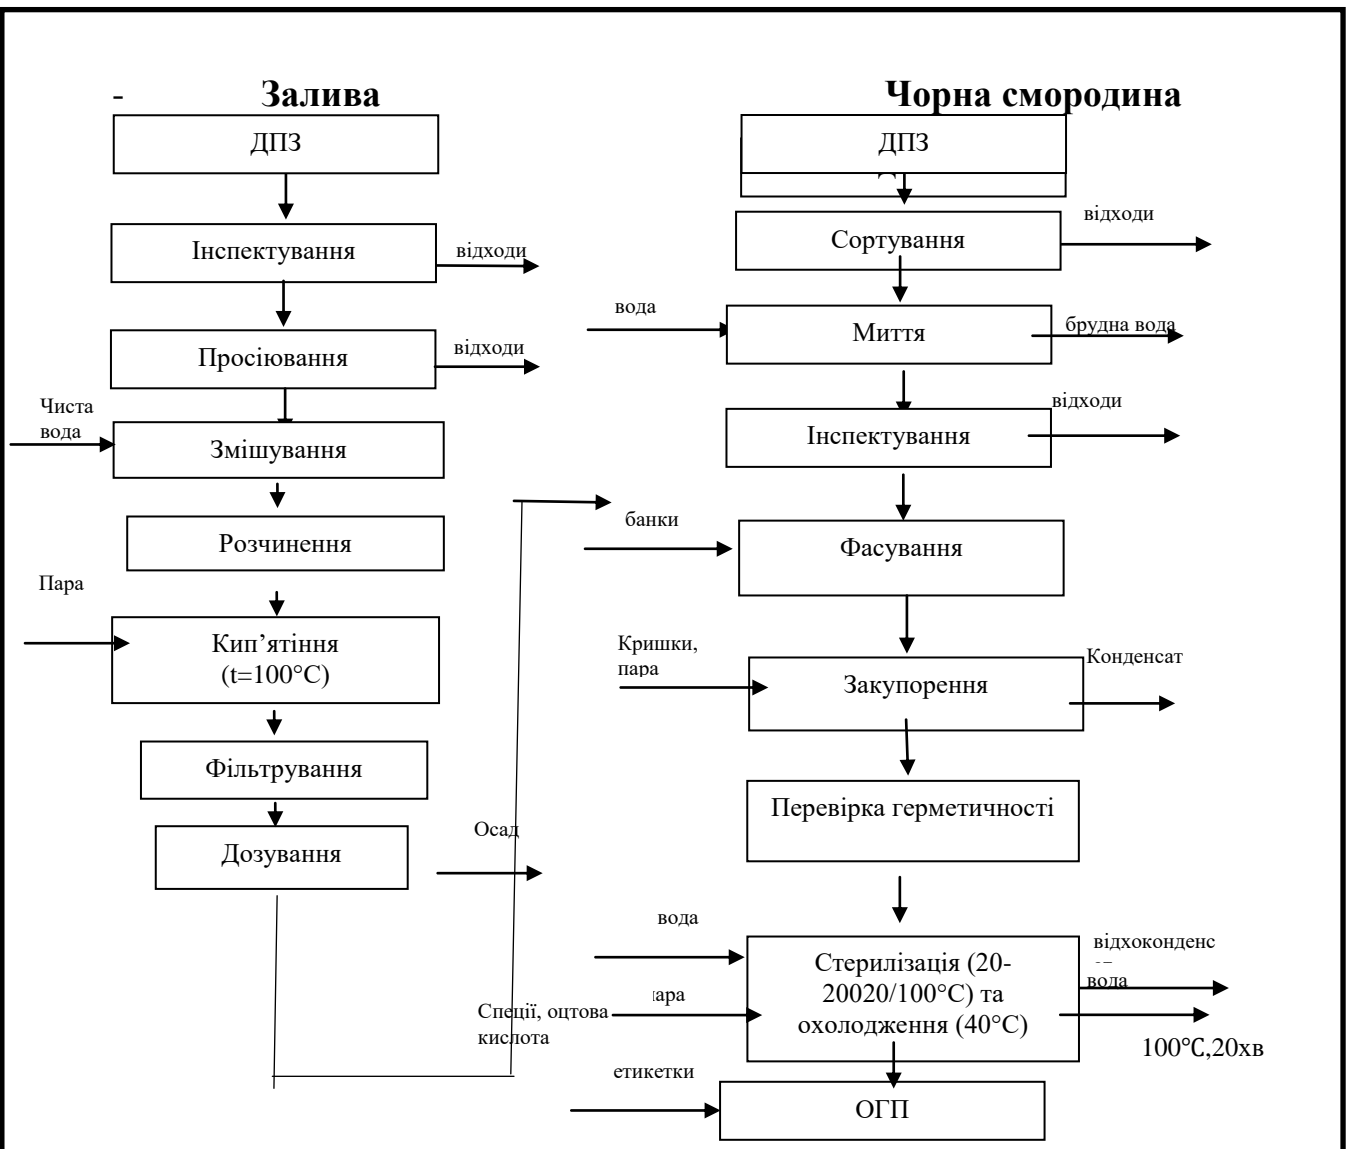 - Залива
Чорна смородина
ДПЗ
Інспектування
відходи
Просіювання
відходи
Чиста
вода
Змішування
Розчинення
Пара
Кип’ятіння
(t=100°C)
Фільтрування
Дозування
Осад
Спеції, оцтова
кислота
ДПЗ
Сортування
відходи
вода
Миття
брудна вода
Інспектування
відходи
банки
Фасування
Кришки,
пара
Закупорення
Конденсат
Перевірка герметичності
вода
Стерилізація (20-
20020/100°C) та
охолодження (40°C)
відхоконденс
вода
100°С,20хв
етикетки
ОГП